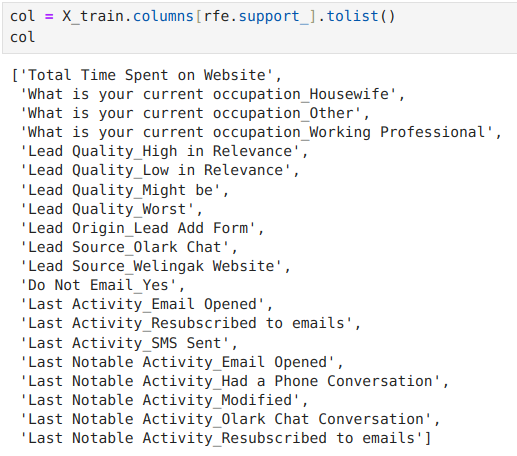 col = X_train.columns[rfe.support_].tolist()
col
['Total Time Spent on Website',
 'What is your current occupation_Housewife',
 'What is your current occupation_Other',
 'What is your current occupation_Working Professional',
 'Lead Quality_High in Relevance',
 'Lead Quality_Low in Relevance',
 'Lead Quality_Might be',
 'Lead Quality_Worst',
 'Lead Origin_Lead Add Form',
 'Lead Source_Olark Chat',
 'Lead Source_Welingak Website',
 'Do Not Email_Yes',
 'Last Activity_Email Opened',
 'Last Activity_Resubscribed to emails',
 'Last Activity_SMS Sent',
 'Last Notable Activity_Email Opened',
 'Last Notable Activity_Had a Phone Conversation',
 'Last Notable Activity_Modified',
 'Last Notable Activity_Olark Chat Conversation',
 'Last Notable Activity_Resubscribed to emails']